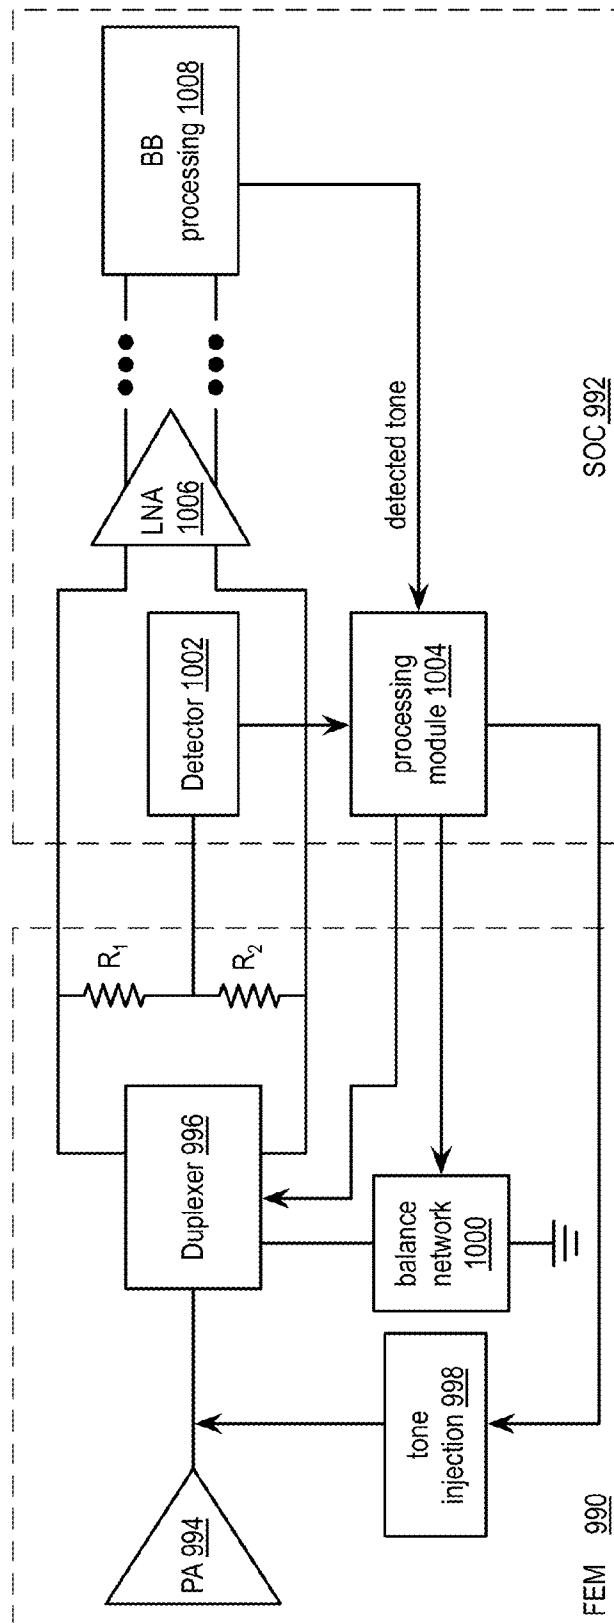 PA 994
Duplexer 996
R1
R2
Detector 1002
LNA
1006
BB
processing 1008
tone
injection 998
balance
network
1000
processing
module 1004
detected tone
FEM 990
SOC 992